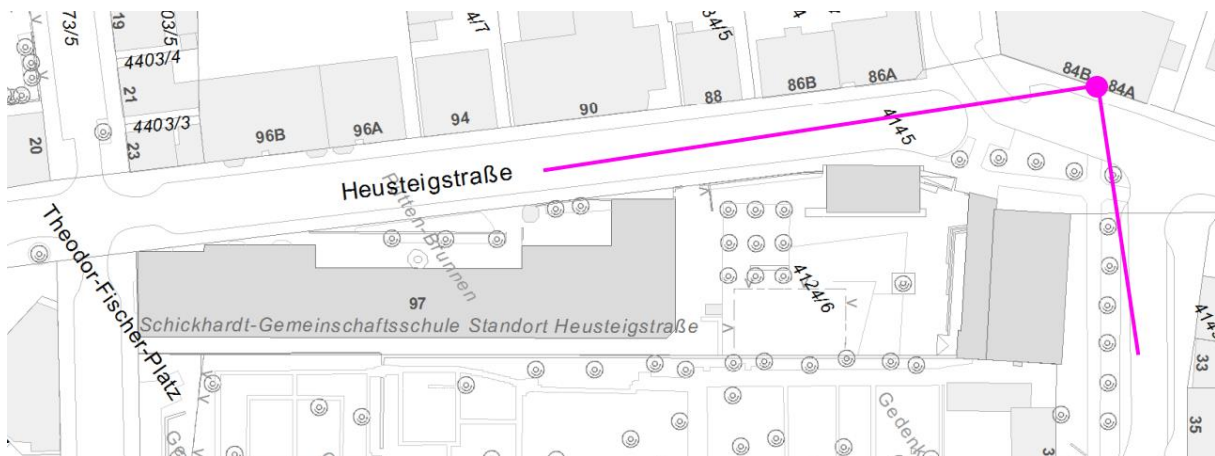 73/5
19
03/5
4403/4
21
4403/3
23
20
96B
96A
94
4/7
90
34/5
88
86B
86A
84B
84A
4145
Heusteigstraße
Putten-Brunnen
Theodor-Fischer-Platz
97
Schickhardt-Gemeinschaftsschule Standort Heusteigstraße
4124/6
33
35